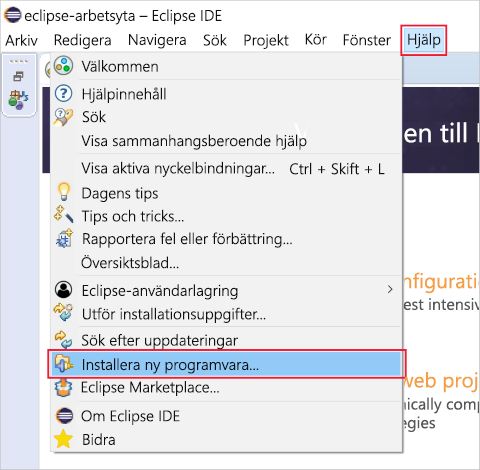 eclipse-arbetsyta – Eclipse IDE
Arkiv Redigera Navigera Sök Projekt Kör Fönster Hjälp
Välkommen
Hjälpinnehåll
Sök
Visa sammanhangsberoende hjälp
en till
Visa aktiva nyckelbindningar... Ctrl + Skift + L
Dagens tips
Tips och tricks...
Rapportera fel eller förbättring...
Översiktsblad...
nfiguration
Eclipse-användarlagring
est intensiv
Utför installationsuppgifter...
Sök efter uppdateringar
Installera ny programvara...
web proj
Eclipse Marketplace...
nically comp
Om Eclipse IDE
egies
Bidra